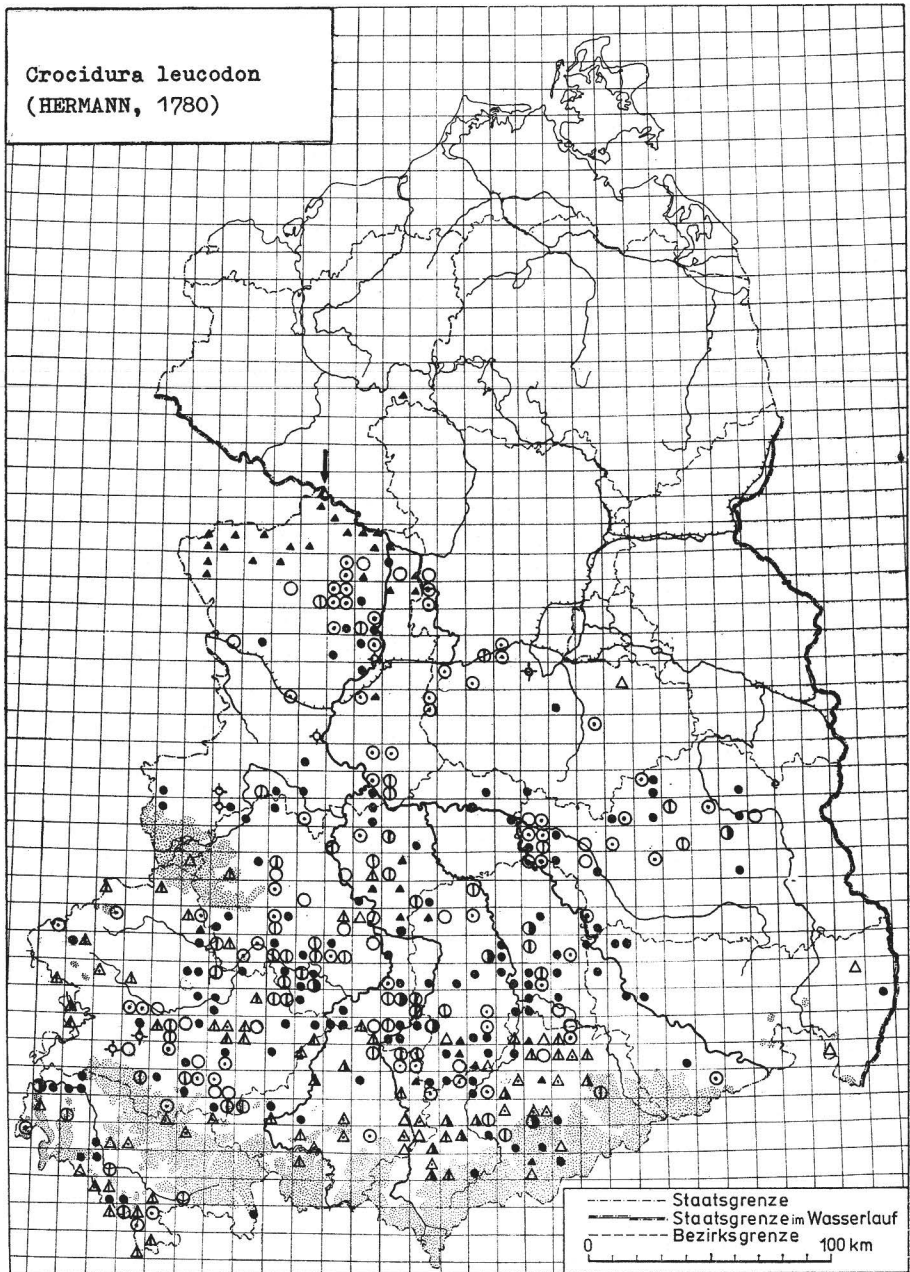 Crocidura leucodon
(HERMANN, 1780)
Staatsgrenze
Staatsgrenze im Wasserlauf
Bezirksgrenze
0 100 km